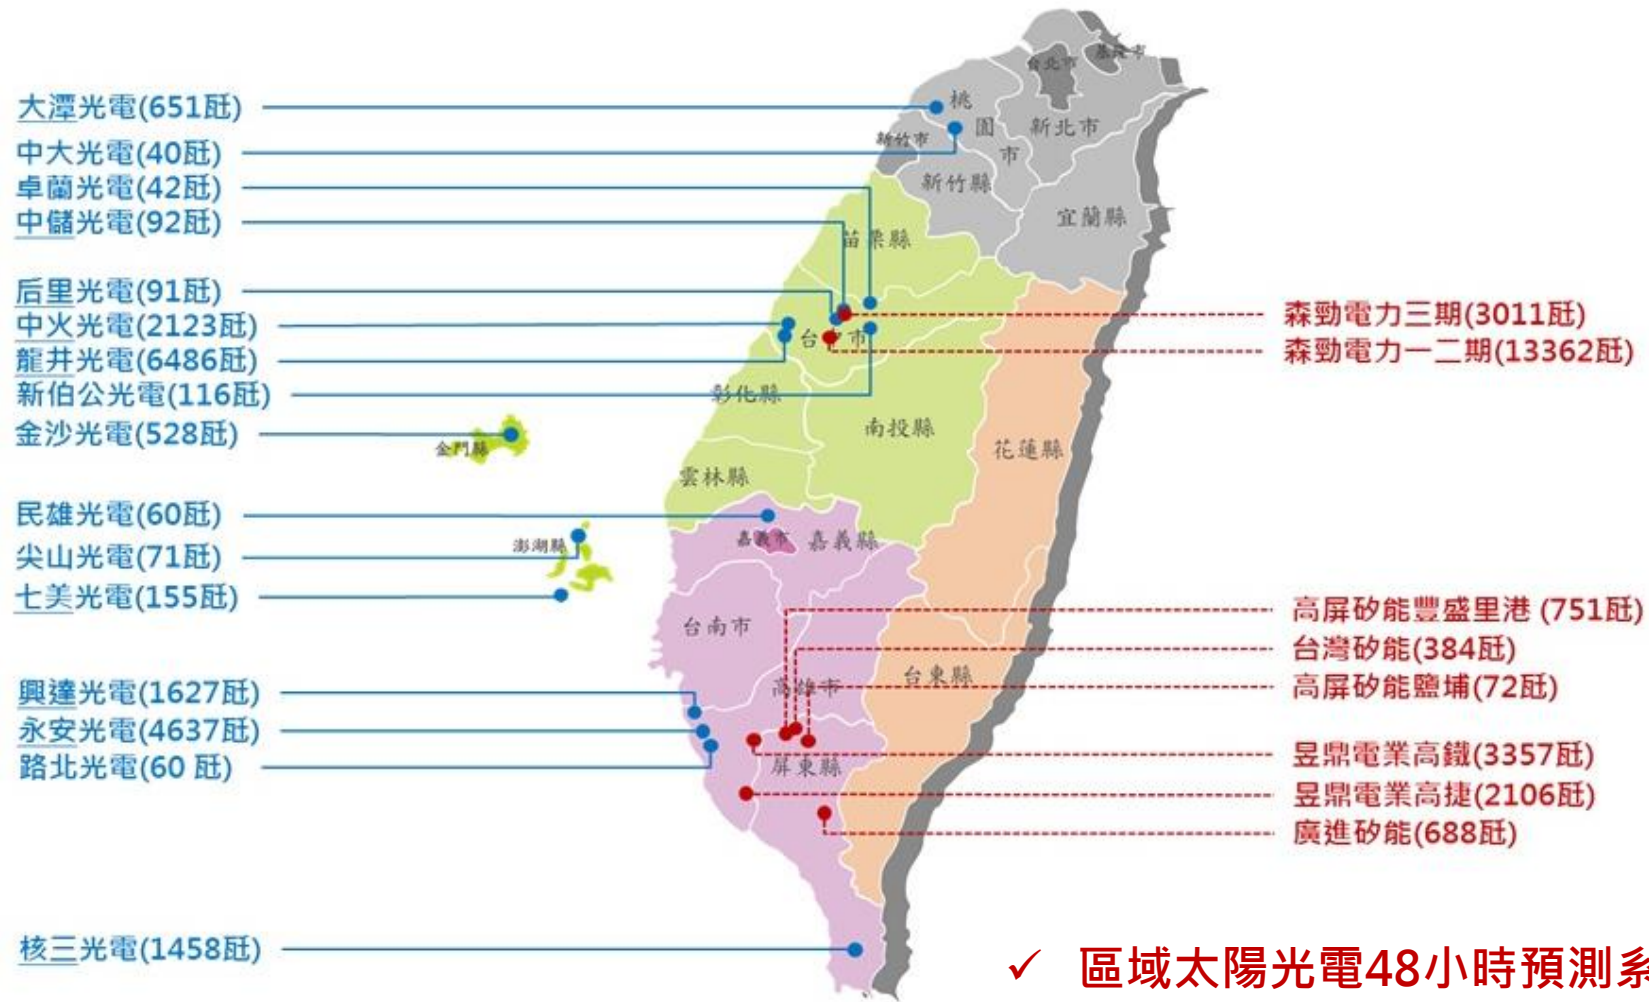 大潭光電(651瓩)
中大光電(40瓩)
卓蘭光電(42瓩)
中儲光電(92瓩)
后里光電(91瓩)
中火光電(2123瓩)
龍井光電(6486瓩)
新伯公光電(116瓩)
金沙光電(528瓩)
民雄光電(60瓩)
尖山光電(71瓩)
七美光電(155瓩)
興達光電(1627瓩)
永安光電(4637瓩)
路北光電(60 瓩)
核三光電(1458瓩)
台北市
基隆市
桃園市
新北市
新竹市
新竹縣
宜蘭縣
苗栗縣
台中市
彰化縣
南投縣
花蓮縣
金門縣
雲林縣
澎湖縣
嘉義市
嘉義縣
台南市
高雄市
台東縣
屏東縣
森勁電力三期(3011瓩)
森勁電力一二期(13362瓩)
高屏矽能豐盛里港 (751瓩)
台灣矽能(384瓩)
高屏矽能鹽埔(72瓩)
昱鼎電業高鐵(3357瓩)
昱鼎電業高捷(2106瓩)
廣進矽能(688瓩)
✓ 區域太陽光電48小時預測系